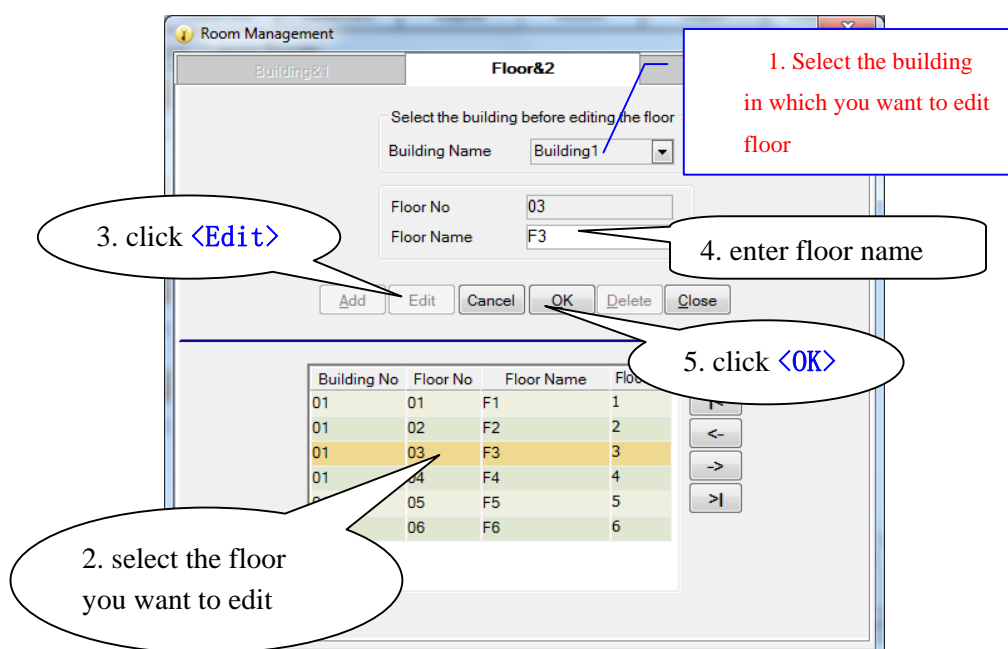 Room Management
Building&1
Floor&2
1. Select the building
in which you want to edit
floor
Select the building before editing the floor
Building Name Building1
Floor No 03
Floor Name F3
3. click <Edit>
4. enter floor name
Add Edit Cancel OK Delete Close
5. click <OK>
Building No Floor No Floor Name
01 01 F1 1
01 02 F2 2
01 03 F3 3
01 04 F4 4
05 F5 5
06 F6 6
<-
->
>|
2. select the floor
you want to edit